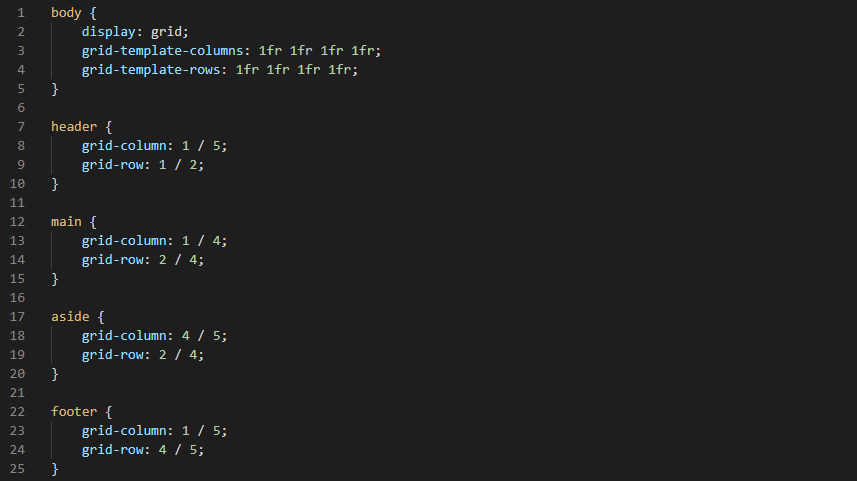 1 body {
2     display: grid;
3     grid-template-columns: 1fr 1fr 1fr 1fr;
4     grid-template-rows: 1fr 1fr 1fr 1fr;
5 }
6
7 header {
8     grid-column: 1 / 5;
9     grid-row: 1 / 2;
10 }
11
12 main {
13     grid-column: 1 / 4;
14     grid-row: 2 / 4;
15 }
16
17 aside {
18     grid-column: 4 / 5;
19     grid-row: 2 / 4;
20 }
21
22 footer {
23     grid-column: 1 / 5;
24     grid-row: 4 / 5;
25 }